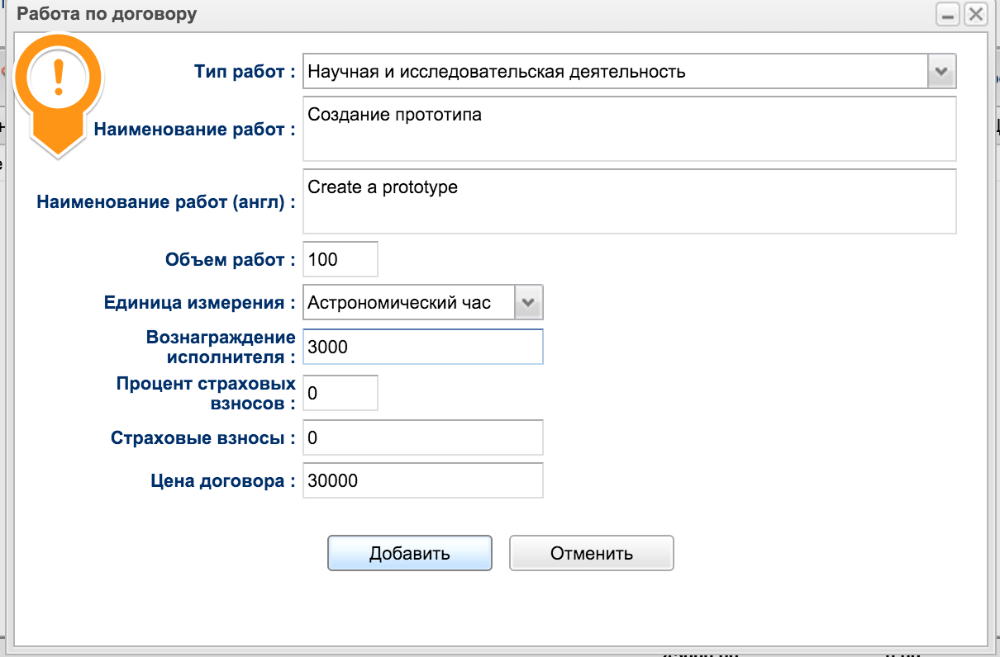 Работа по договору
Тип работ : Научная и исследовательская деятельность
Наименование работ : Создание прототипа
Наименование работ (англ) : Create a prototype
Объем работ : 100
Единица измерения : Астрономический час
Вознаграждение
исполнителя : 3000
Процент страховых
взносов : 0
Страховые взносы : 0
Цена договора : 30000
Добавить Отменить